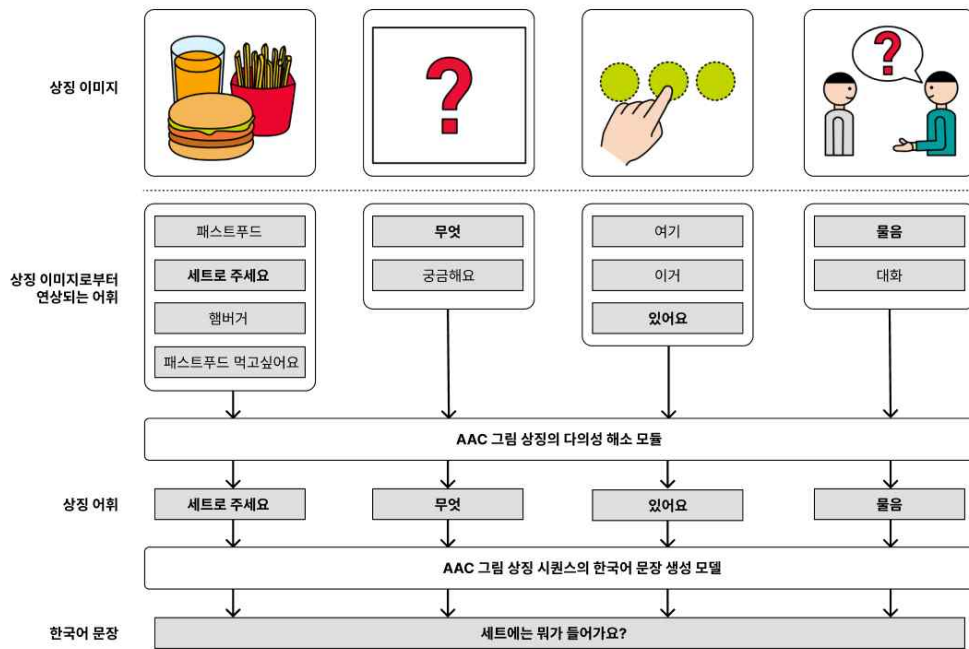 상징 이미지
?
?
상징 이미지로부터
연상되는 어휘
패스트푸드
세트로 주세요
햄버거
패스트푸드 먹고싶어요
무엇
궁금해요
여기
이거
있어요
물음
대화
AAC 그림 상징의 다의성 해소 모듈
상징 어휘
세트로 주세요
무엇
있어요
물음
AAC 그림 상징 시퀀스의 한국어 문장 생성 모델
한국어 문장
세트에는 뭐가 들어가요?